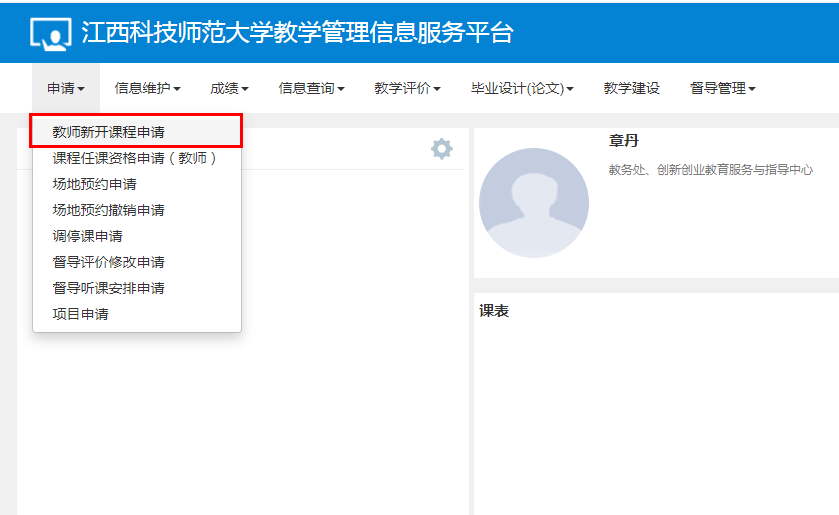 江西科技师范大学教学管理信息服务平台
申请 信息维护 成绩 信息查询 教学评价 毕业设计(论文) 教学建设 督导管理
教师新开课程申请
课程任课资格申请（教师）
场地预约申请
场地预约撤销申请
调停课申请
督导评价修改申请
督导听课安排申请
项目申请
章丹
教务处、创新创业教育服务与指导中心
课表